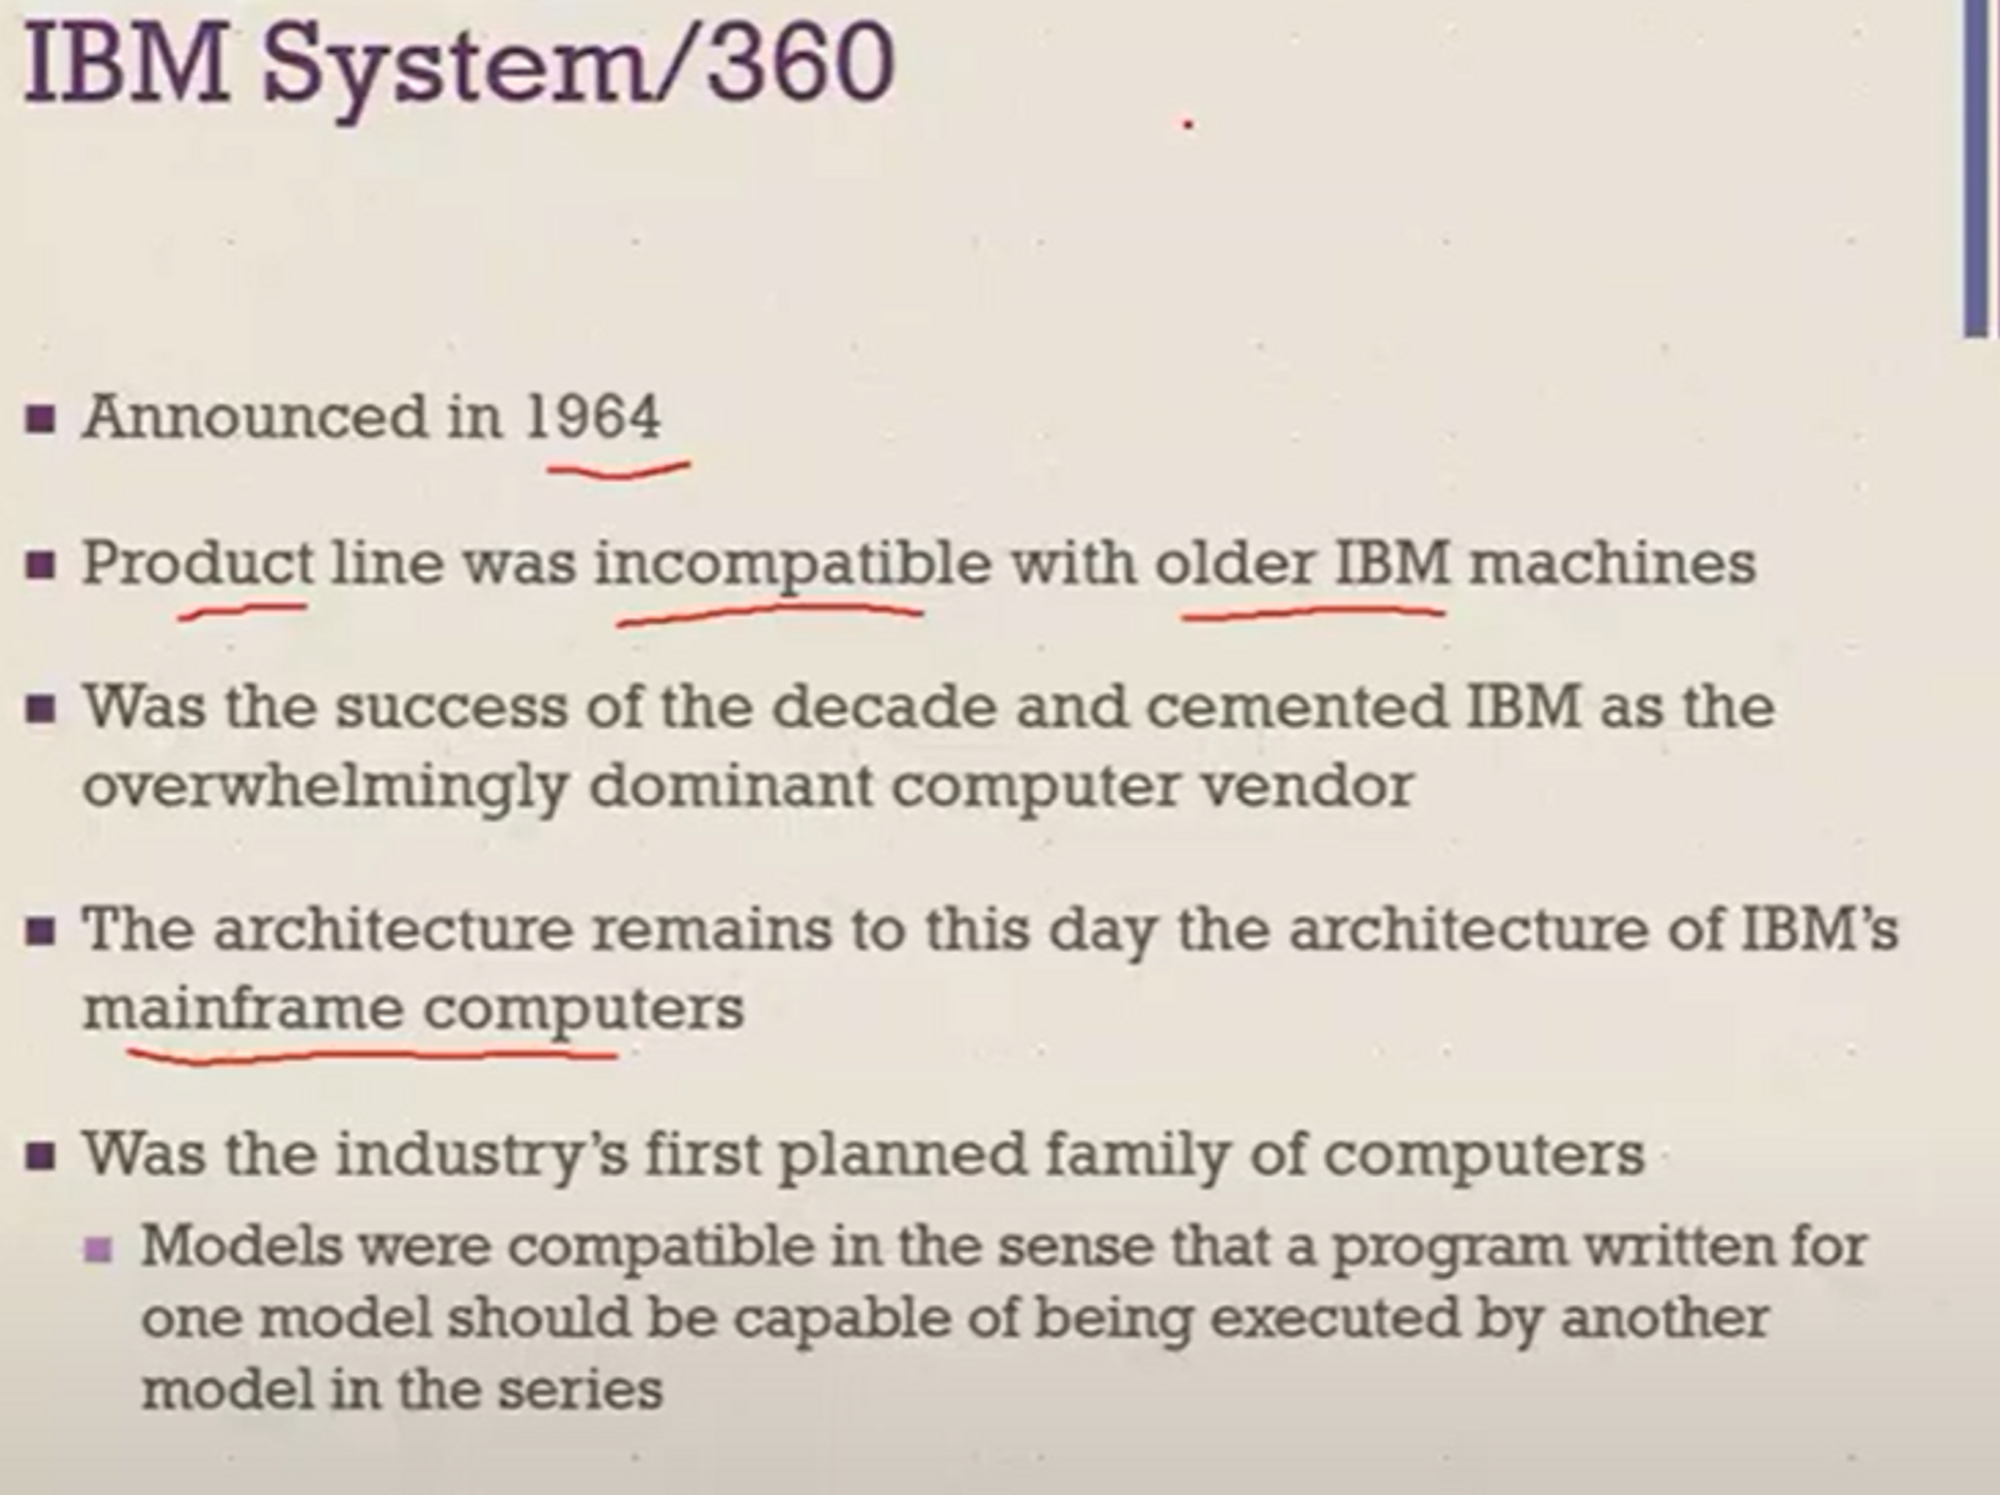 IBM System/360
Announced in 1964
Product line was incompatible with older IBM machines
Was the success of the decade and cemented IBM as the
overwhelmingly dominant computer vendor
The architecture remains to this day the architecture of IBM’s
mainframe computers
Was the industry’s first planned family of computers
Models were compatible in the sense that a program written for
one model should be capable of being executed by another
model in the series